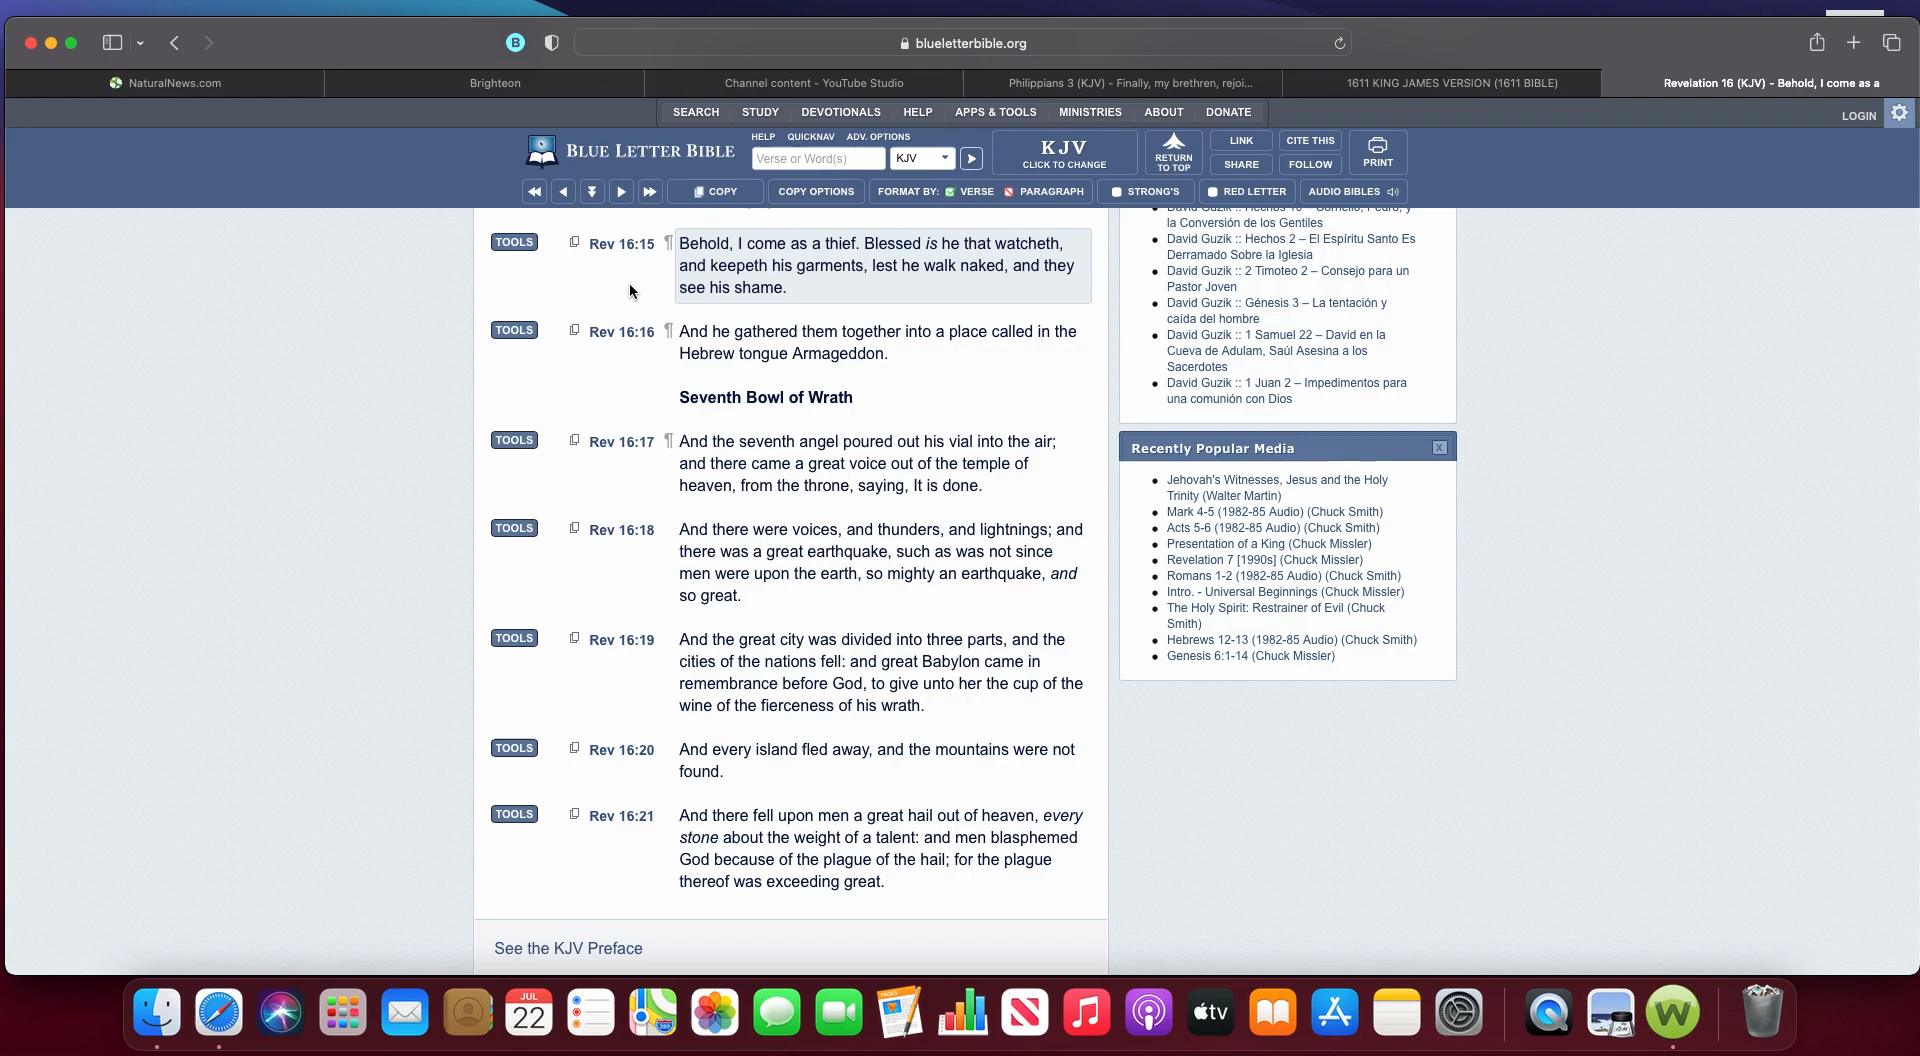 B
blueletterbible.org
NaturalNews.com
Brighteon
Channel content - YouTube Studio
Philippians 3 (KJV) - Finally, my brethren, rejoi...
1611 KING JAMES VERSION (1611 BIBLE)
Revelation 16 (KJV) - Behold, I come as a
SEARCH STUDY DEVOTIONALS HELP APPS & TOOLS MINISTRIES ABOUT DONATE
LOGIN
BLUE LETTER BIBLE
HELP QUICKNAV ADV. OPTIONS
Verse or Word(s)
KJV
KJV
CLICK TO CHANGE
RETURN
TO TOP
LINK
CITE THIS
SHARE
FOLLOW
PRINT
COPY
COPY OPTIONS
FORMAT BY: VERSE PARAGRAPH
STRONG'S
RED LETTER
AUDIO BIBLES
TOOLS Rev 16:15 ¶ Behold, I come as a thief. Blessed is he that watcheth,
and keepeth his garments, lest he walk naked, and they
see his shame.
TOOLS Rev 16:16 ¶ And he gathered them together into a place called in the
Hebrew tongue Armageddon.
Seventh Bowl of Wrath
TOOLS Rev 16:17 ¶ And the seventh angel poured out his vial into the air;
and there came a great voice out of the temple of
heaven, from the throne, saying, It is done.
TOOLS Rev 16:18 And there were voices, and thunders, and lightnings; and
there was a great earthquake, such as was not since
men were upon the earth, so mighty an earthquake, and
so great.
TOOLS Rev 16:19 And the great city was divided into three parts, and the
cities of the nations fell: and great Babylon came in
remembrance before God, to give unto her the cup of the
wine of the fierceness of his wrath.
TOOLS Rev 16:20 And every island fled away, and the mountains were not
found.
TOOLS Rev 16:21 And there fell upon men a great hail out of heaven, every
stone about the weight of a talent: and men blasphemed
God because of the plague of the hail; for the plague
thereof was exceeding great.
See the KJV Preface
David Guzik :: Hechos 10 – Cornelio, Pedro, y
la Conversión de los Gentiles
David Guzik :: Hechos 2 – El Espíritu Santo Es
Derramado Sobre la Iglesia
David Guzik :: 2 Timoteo 2 – Consejo para un
Pastor Joven
David Guzik :: Génesis 3 – La tentación y
caída del hombre
David Guzik :: 1 Samuel 22 – David en la
Cueva de Adulam, Saúl Asesina a los
Sacerdotes
David Guzik :: 1 Juan 2 – Impedimentos para
una comunión con Dios
Recently Popular Media
x
Jehovah's Witnesses, Jesus and the Holy
Trinity (Walter Martin)
Mark 4-5 (1982-85 Audio) (Chuck Smith)
Acts 5-6 (1982-85 Audio) (Chuck Smith)
Presentation of a King (Chuck Missler)
Revelation 7 [1990s] (Chuck Missler)
Romans 1-2 (1982-85 Audio) (Chuck Smith)
Intro. - Universal Beginnings (Chuck Missler)
The Holy Spirit: Restrainer of Evil (Chuck
Smith)
Hebrews 12-13 (1982-85 Audio) (Chuck Smith)
Genesis 6:1-14 (Chuck Missler)
JUL
22
280
PAGES
tv
W